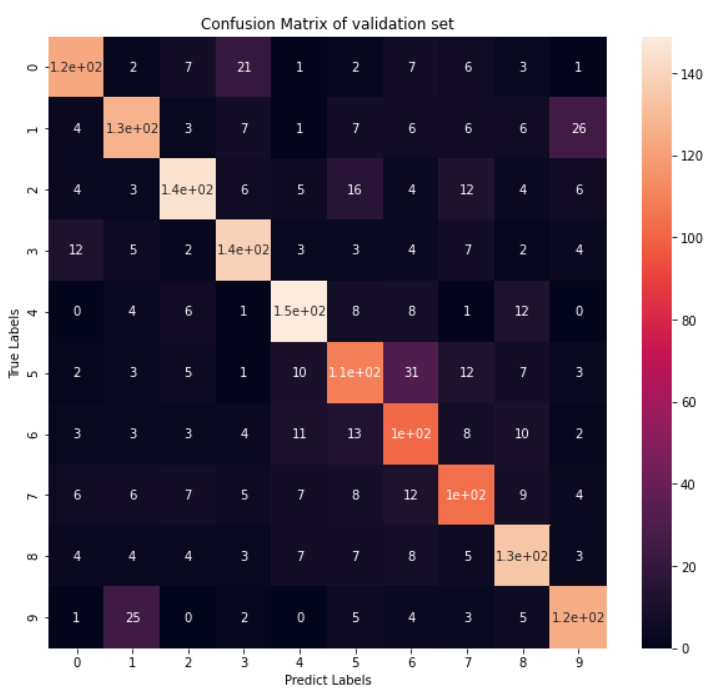 Confusion Matrix of validation set
0 1.2e+02 2 7 21 1 2 7 6 3 1
1 4 1.3e+02 3 7 1 7 6 6 6 26
2 4 3 1.4e+02 6 5 16 4 12 4 6
3 12 5 2 1.4e+02 3 3 4 7 2 4
4 0 4 6 1 1.5e+02 8 8 1 12 0
5 2 3 5 1 10 1.1e+02 31 12 7 3
6 3 3 3 4 11 13 1e+02 8 10 2
7 6 6 7 5 7 8 12 1e+02 9 4
8 4 4 4 3 7 7 8 5 1.3e+02 3
9 1 25 0 2 0 5 4 3 5 1.2e+02
0 1 2 3 4 5 6 7 8 9
Predict Labels
True Labels
140
120
100
80
60
40
20
0